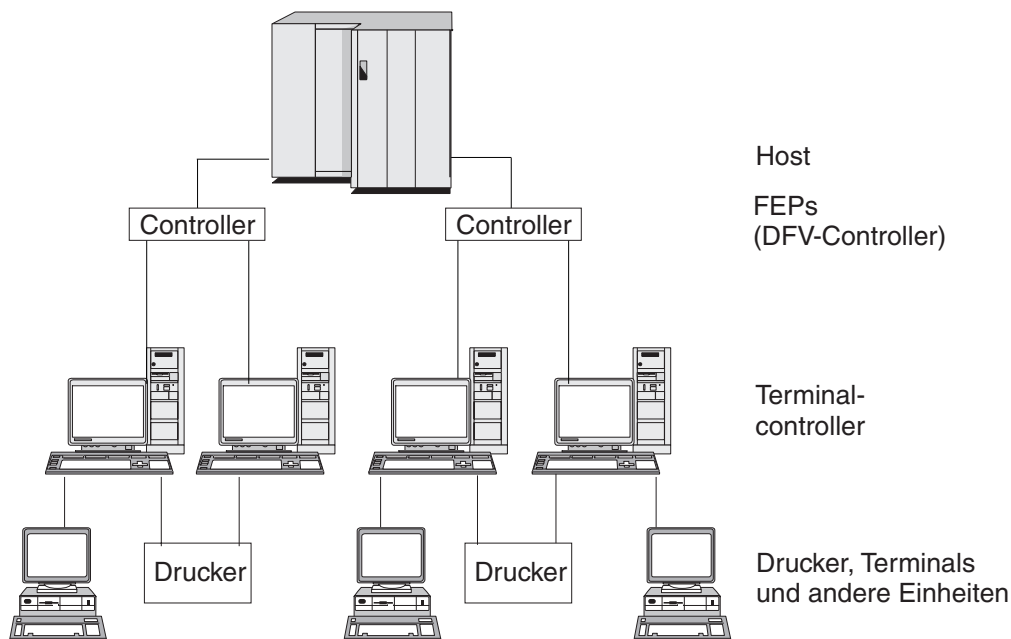 Host
Controller
Controller
FEPs
(DFV-Controller)
Terminal-
controller
Drucker
Drucker
Drucker, Terminals
und andere Einheiten